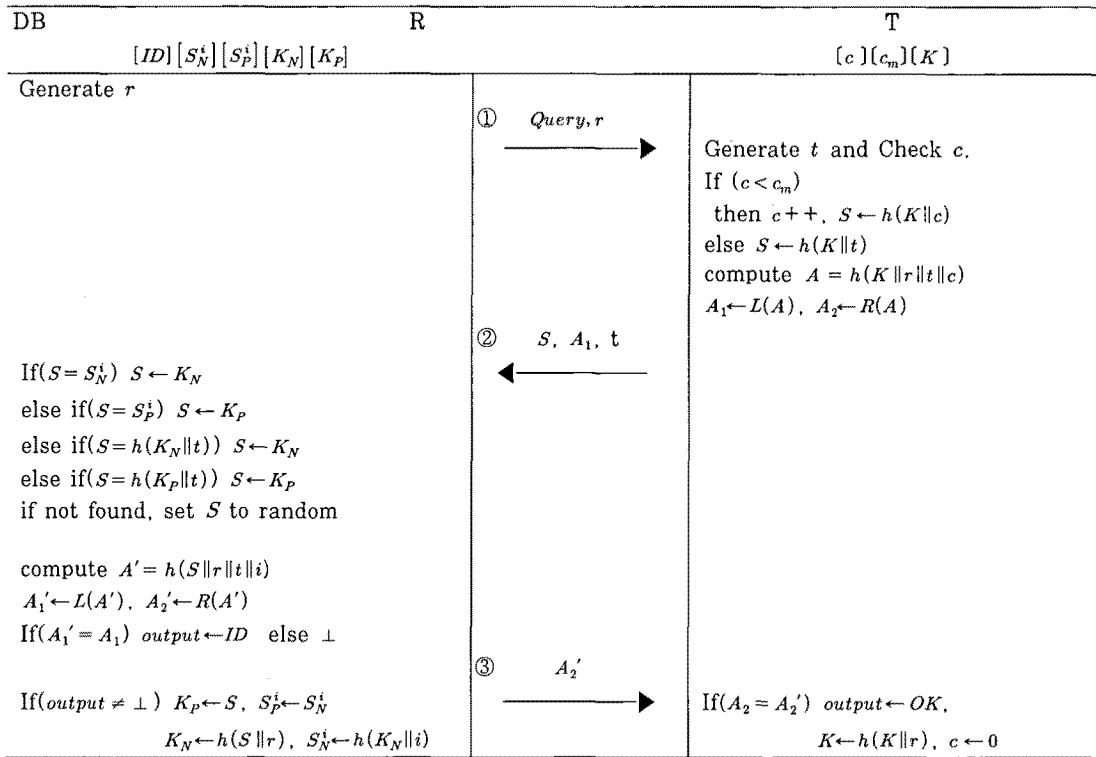 DB R T
[ID][S_N^i][S_P^i][K_N][K_P] [c][c_m][K]
Generate r
① Query, r
Generate t and Check c.
If (c < c_m)
then c++, S ← h(K‖c)
else S ← h(K‖t)
compute A = h(K‖r‖t‖c)
A_1 ← L(A), A_2 ← R(A)
② S, A_1, t
If(S = S_N^i) S ← K_N
else if(S = S_P^i) S ← K_P
else if(S = h(K_N‖t)) S ← K_N
else if(S = h(K_P‖t)) S ← K_P
if not found, set S to random
compute A′ = h(S‖r‖t‖i)
A_1′ ← L(A′), A_2′ ← R(A′)
If(A_1′ = A_1) output ← ID else ⊥
③ A_2′
If(output ≠ ⊥) K_P ← S, S_P^i ← S_N^i
K_N ← h(S‖r), S_N^i ← h(K_N‖i)
If(A_2 = A_2′) output ← OK,
K ← h(K‖r), c ← 0